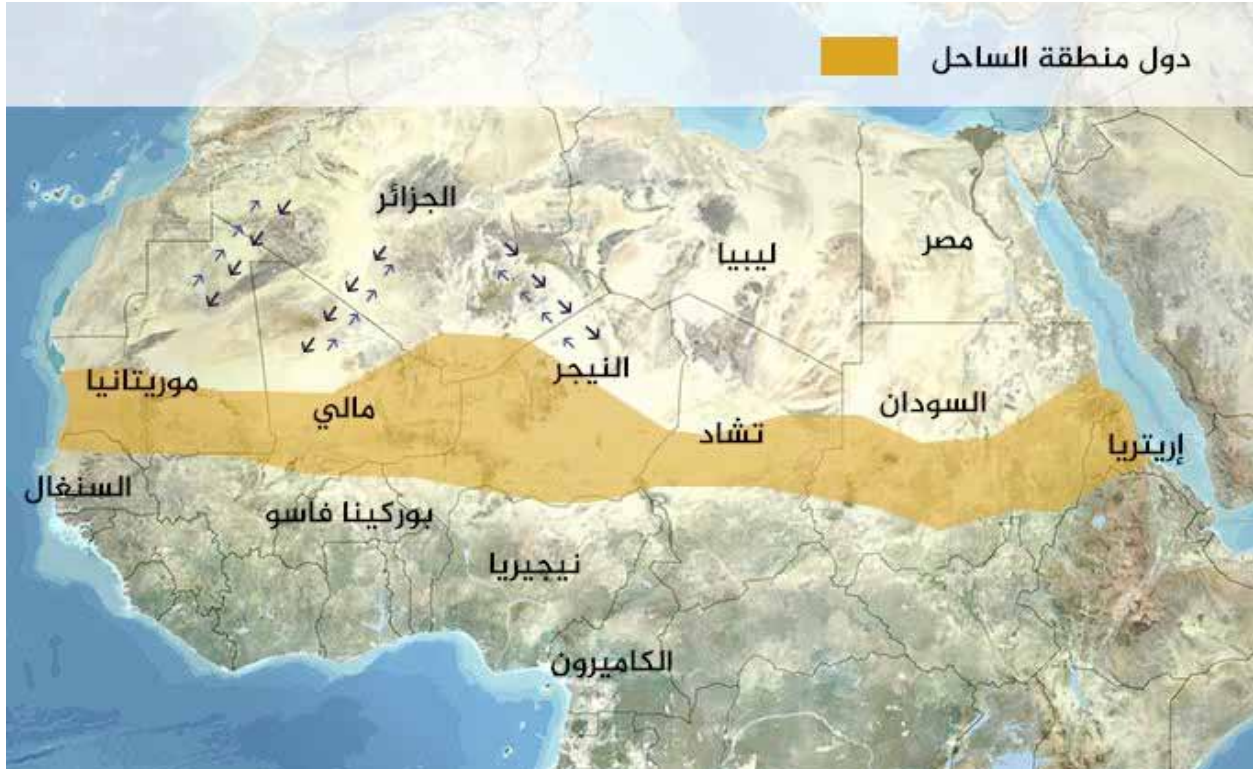 دول منطقة الساحل
الجزائر
مصر
ليبيا
النيجر
موريتانيا
مالي
السودان
تشاد
إريتريا
السنغال
بوركينا فاسو
نيجيريا
الكاميرون